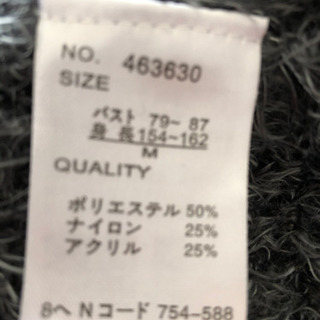 NO. 463630
SIZE
バスト 79~ 87
身 長154~162
M
QUALITY
ポリエステル 50%
ナイロン 25%
アクリル 25%
8ヘ Nコード 754-588